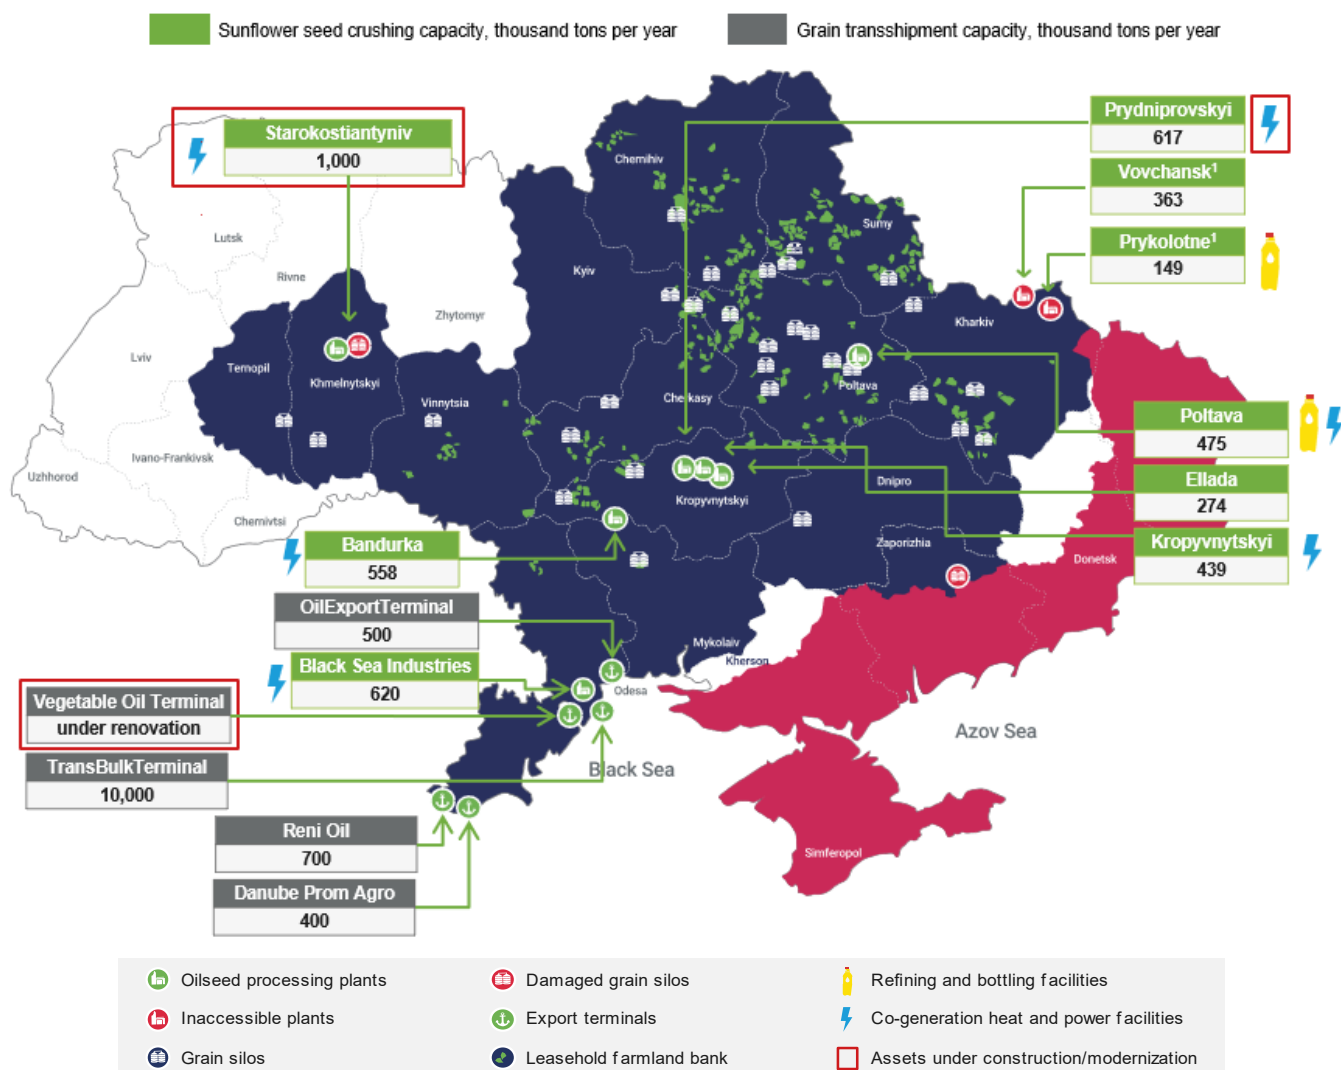 Sunflower seed crushing capacity, thousand tons per year
Grain transshipment capacity, thousand tons per year
Starokostiantyniv
1,000
Prydniprovskyi
617
Vovchansk¹
363
Prykolotne¹
149
Chernihiv
Sumy
Lutsk
Rivne
Kyiv
Zhytomyr
Kharkiv
Lviv
Ternopil
Khmelnytskyi
Vinnytsia
Cherkasy
Poltava
Poltava
475
Ivano-Frankivsk
Uzhhorod
Chernivtsi
Kropyvnytskyi
Dnipro
Ellada
274
Zaporizhia
Donetsk
Kropyvnytskyi
439
Bandurka
558
OilExportTerminal
500
Mykolaiv
Kherson
Black Sea Industries
620
Odesa
Vegetable Oil Terminal
under renovation
Azov Sea
TransBulkTerminal
10,000
Black Sea
Reni Oil
700
Simferopol
Danube Prom Agro
400
Oilseed processing plants
Damaged grain silos
Refining and bottling facilities
Inaccessible plants
Export terminals
Co-generation heat and power facilities
Grain silos
Leasehold farmland bank
Assets under construction/modernization